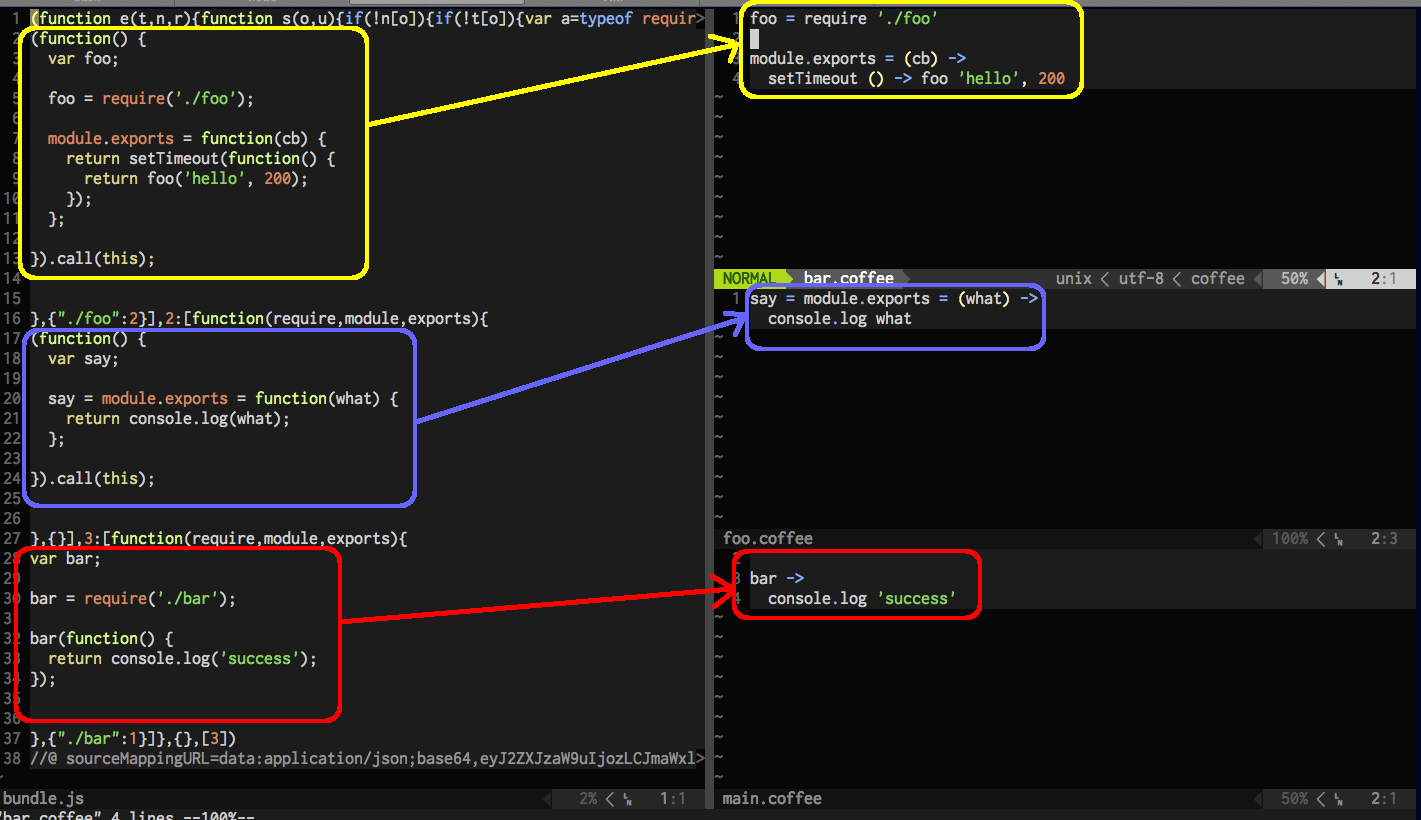 1 (function e(t,n,r){function s(o,u){if(!n[o]){if(!t[o]){var a=typeof requir>
(function() {
3 var foo;
4
5 foo = require('./foo');
6
7 module.exports = function(cb) {
8 return setTimeout(function() {
9 return foo('hello', 200);
10 });
11 };
12
13 }).call(this);
14
15
16 },{"./foo":2}],2:[function(require,module,exports){
17 (function() {
18 var say;
19
20 say = module.exports = function(what) {
21 return console.log(what);
22 };
23
24 }).call(this);
25
26
27 },{}],3:[function(require,module,exports){
28 var bar;
29
30 bar = require('./bar');
31
32 bar(function() {
33 return console.log('success');
34 });
35
36
37 },{"./bar":1}]},{},[3])
38 //@ sourceMappingURL=data:application/json;base64,eyJ2ZXJzaW9uIjozLCJmaWxl>
~
bundle.js 2% < LN 1:1
"bar.coffee" 4 lines --100%--
1 foo = require './foo'
module.exports = (cb) ->
4 setTimeout () -> foo 'hello', 200
~
~
~
~
~
~
~
~
~
NORMAL bar.coffee unix < utf-8 < coffee 50% LN 2:1
1 say = module.exports = (what) ->
console.log what
~
~
~
~
~
~
~
~
~
~
foo.coffee 100% < LN 2:3
2
3 bar ->
4 console.log 'success'
~
~
~
~
~
~
~
~
~
main.coffee 50% < LN 2:1